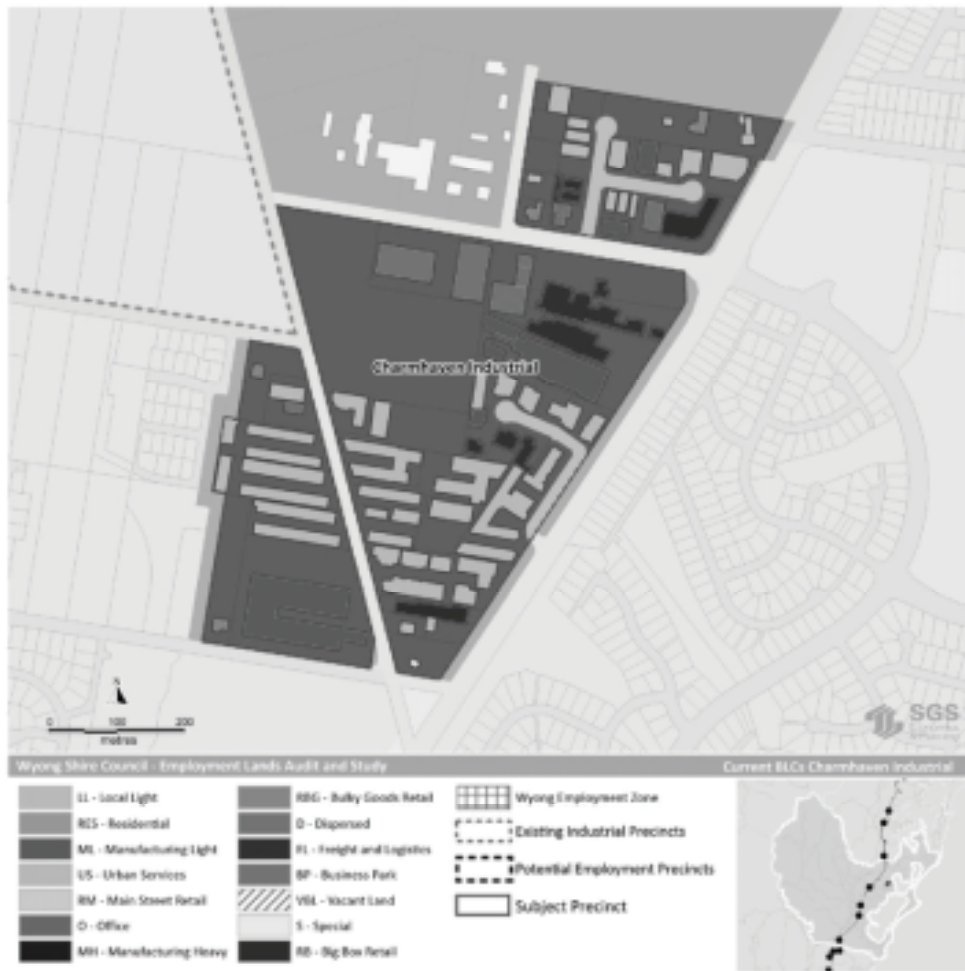 Charmhaven Industrial
N
0 100 200
metres
SGS
Wyong Shire Council - Employment Lands Audit and Study
Current BLCs Charmhaven Industrial
LL - Local Light
RES - Residential
ML - Manufacturing Light
US - Urban Services
RM - Main Street Retail
O - Office
MH - Manufacturing Heavy
RBG - Bulky Goods Retail
D - Dispersed
FL - Freight and Logistics
BP - Business Park
VBL - Vacant Land
S - Special
RB - Big Box Retail
Wyong Employment Zone
Existing Industrial Precincts
Potential Employment Precincts
Subject Precinct